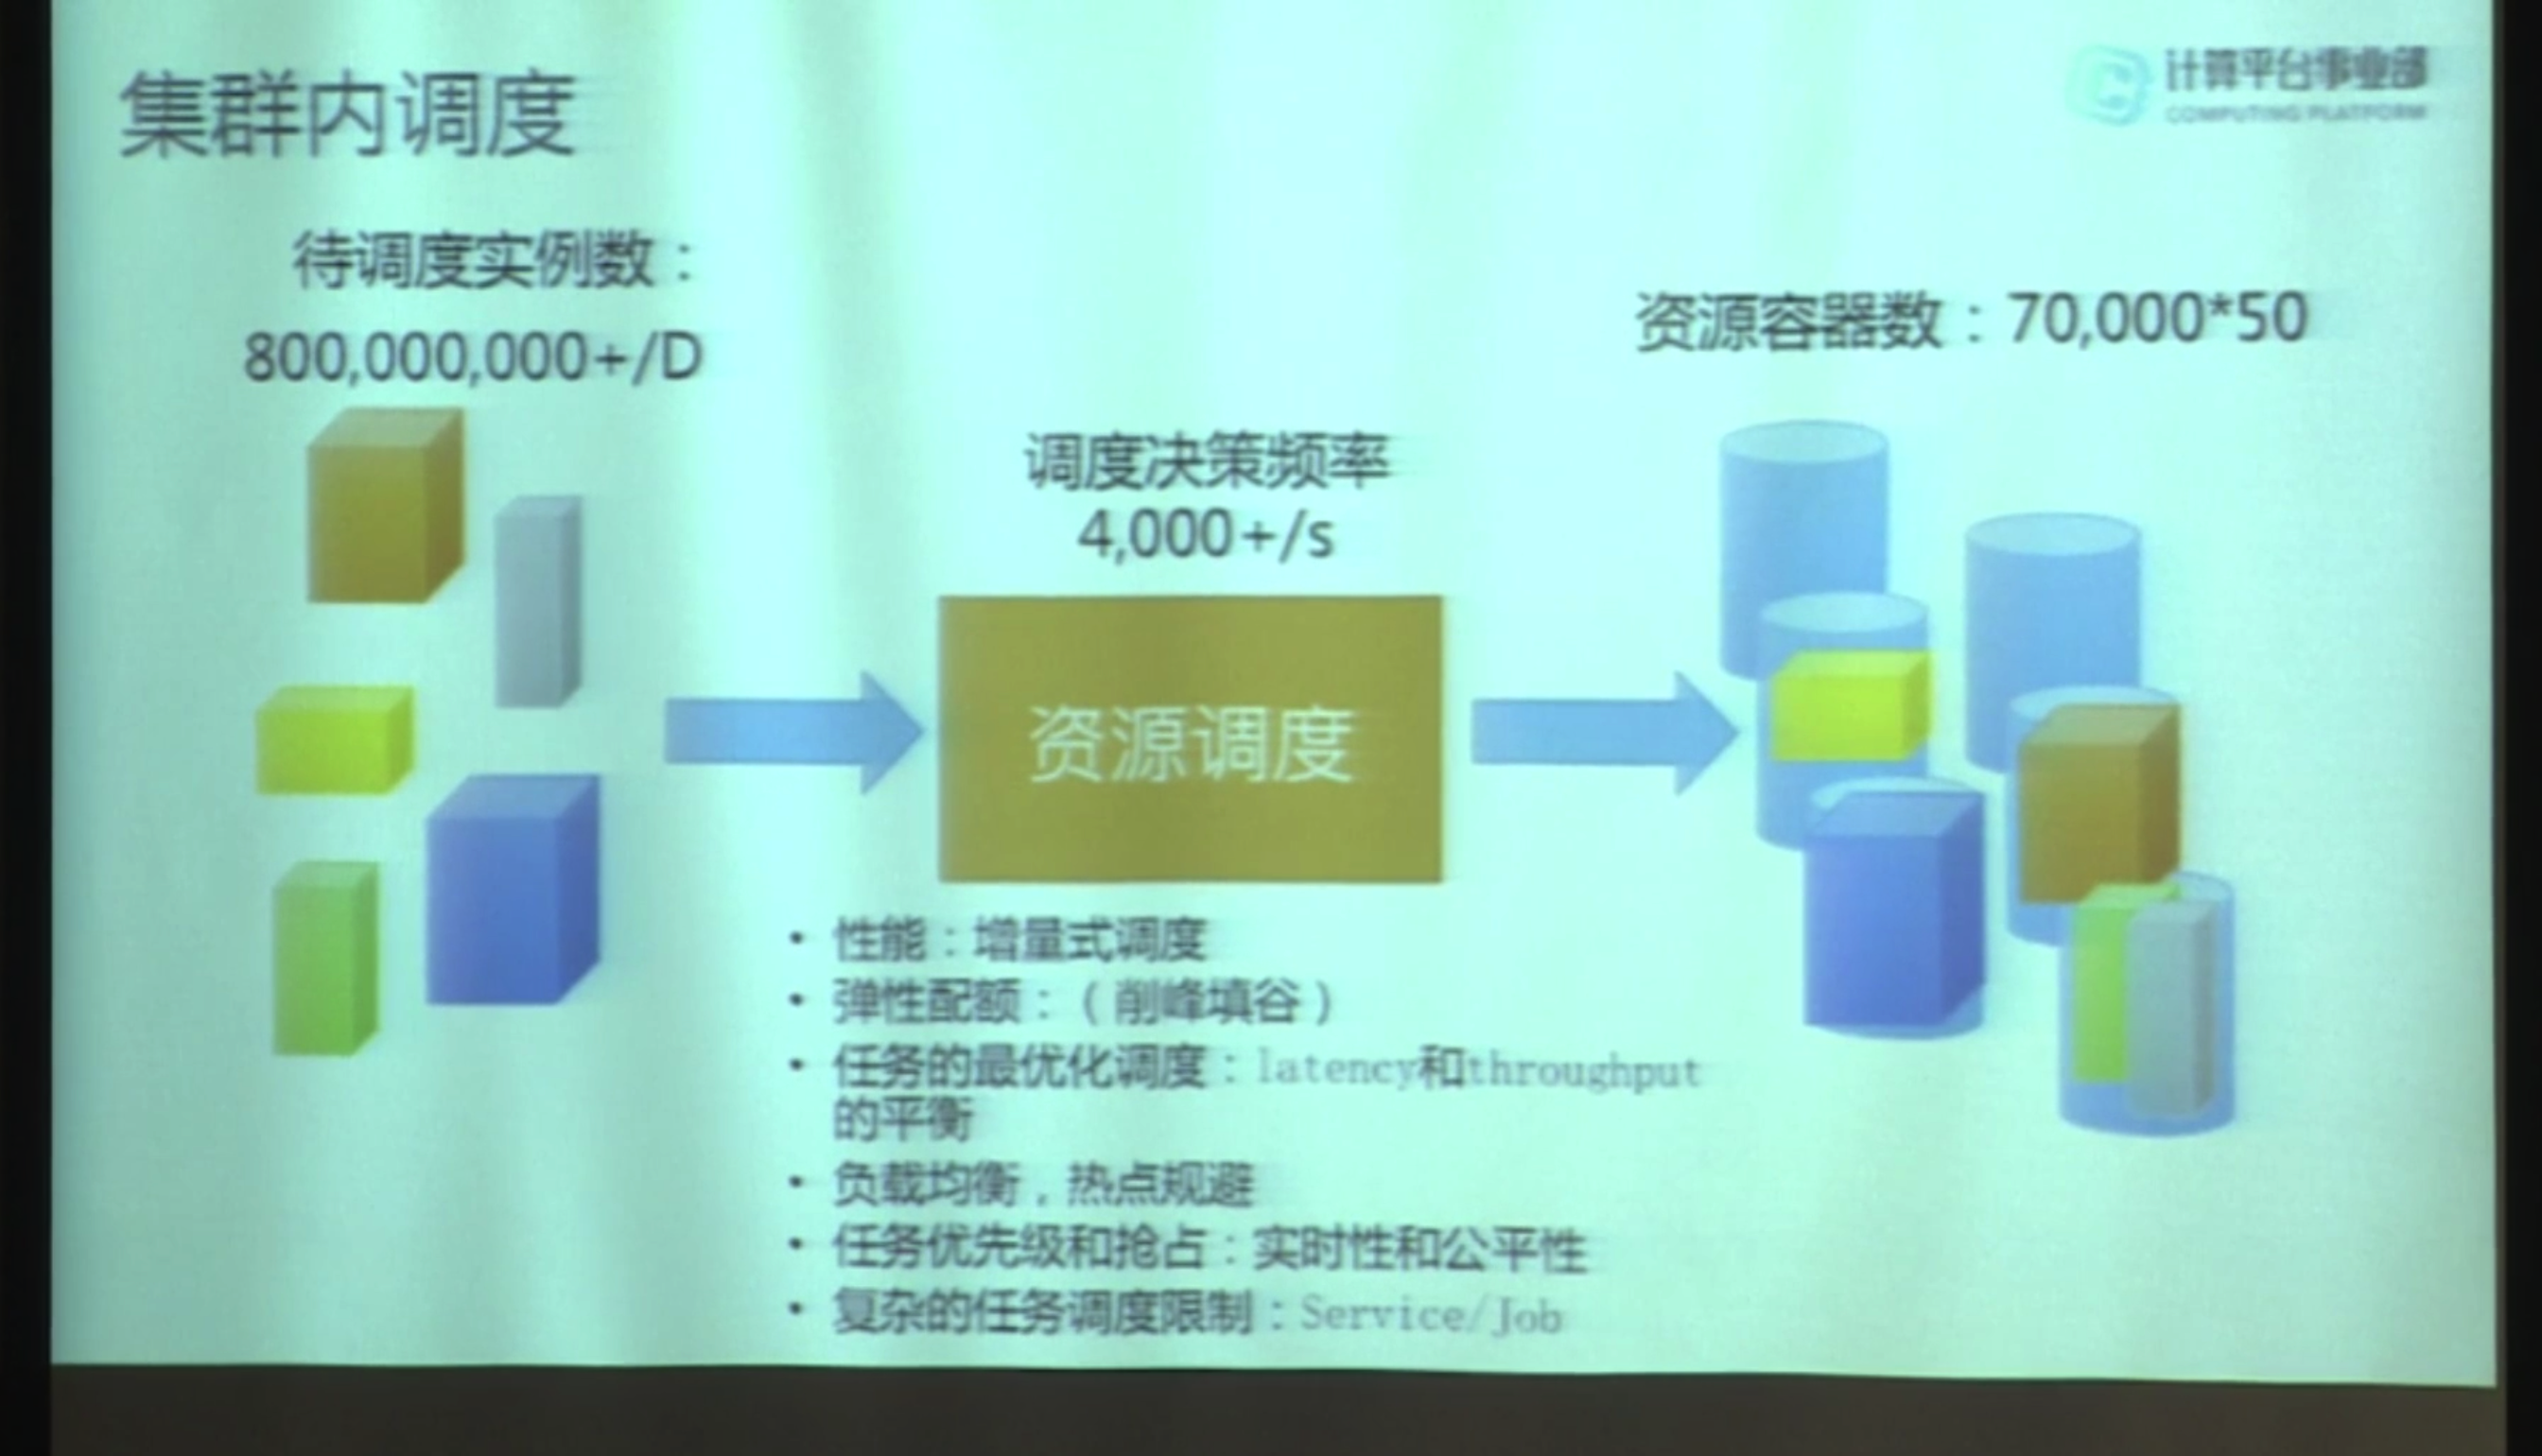 集群内调度
计算平台事业部
COMPUTING PLATFORM
待调度实例数：
800,000,000+/D
资源容器数：70,000*50
调度决策频率
4,000+/s
资源调度
• 性能：增量式调度
• 弹性配额：（削峰填谷）
• 任务的最优化调度：latency和throughput
的平衡
• 负载均衡，热点规避
• 任务优先级和抢占：实时性和公平性
• 复杂的任务调度限制：Service/Job